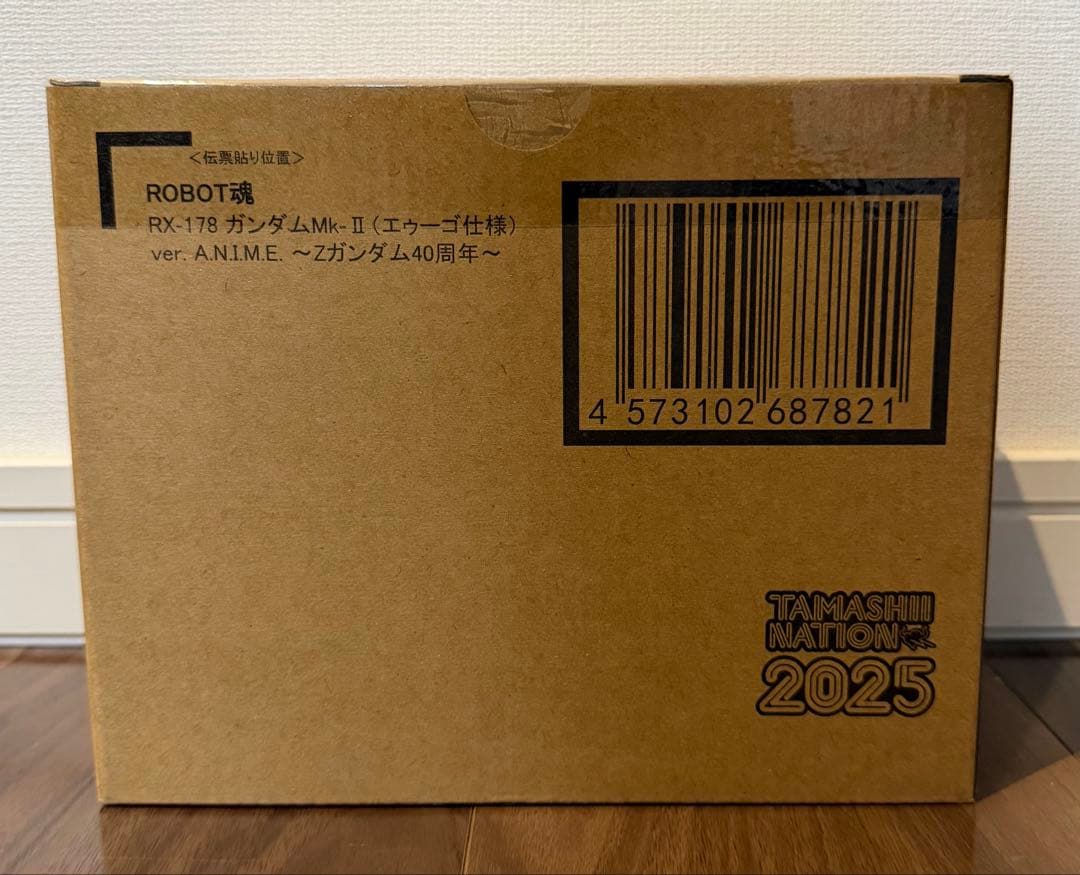 ＜伝票貼り位置＞
ROBOT魂
RX-178 ガンダムMk-Ⅱ（エゥーゴ仕様）
ver. A.N.I.M.E. ～Zガンダム40周年～
4 573102 687821
TAMASHII
NATION
2025